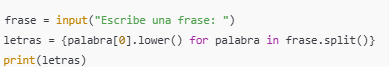 frase = input("Escribe una frase: ")
letras = {palabra[0].lower() for palabra in frase.split()}
print(letras)